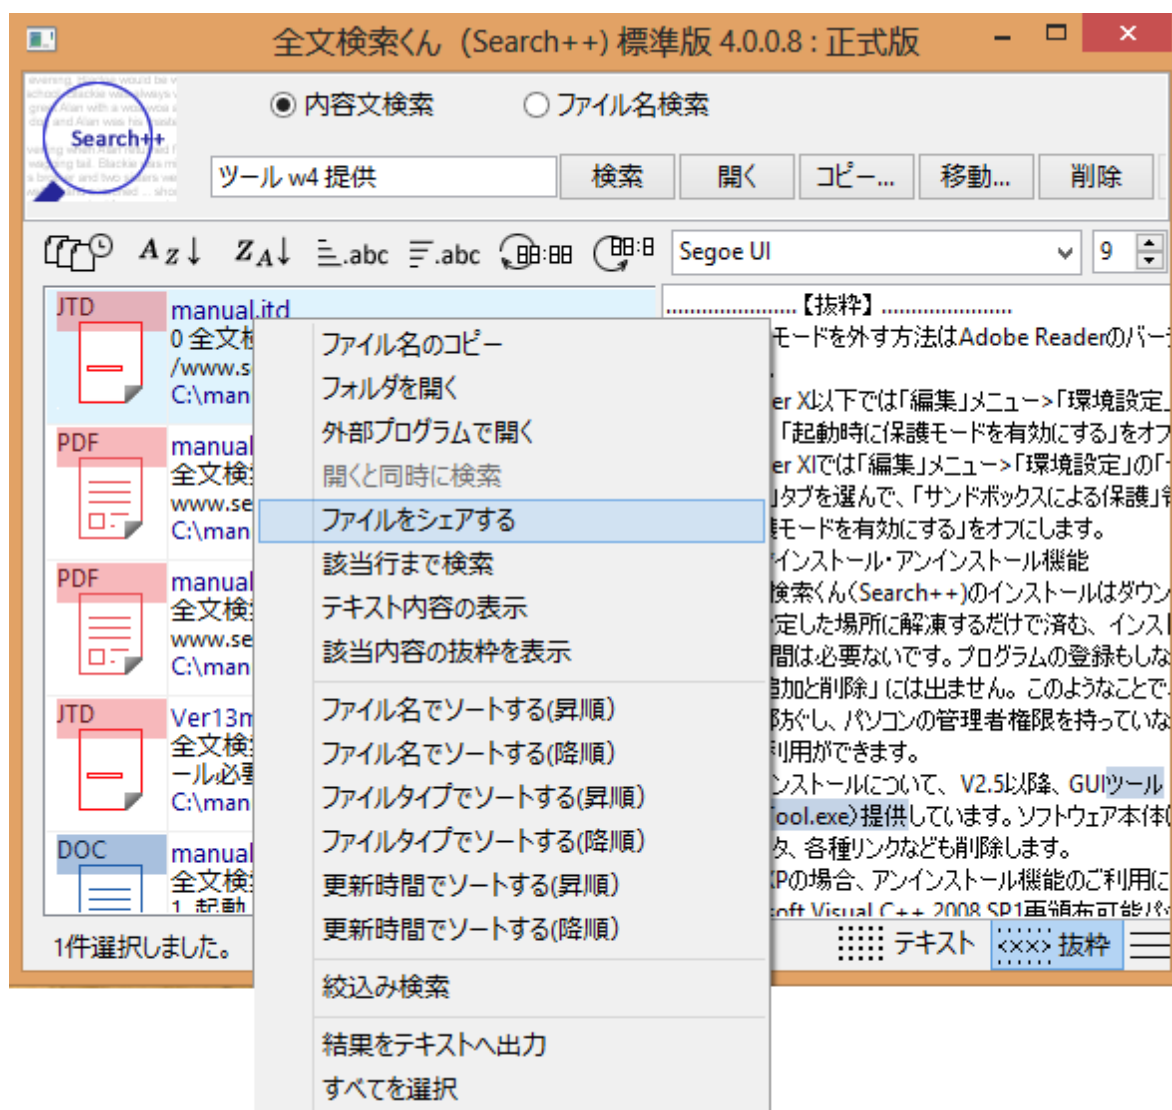 全文検索くん (Search++) 標準版 4.0.0.8 : 正式版
Search++
内容文検索
ファイル名検索
ツール w4 提供
検索
開く
コピー...
移動...
削除
A Z↓
Z A↓
.abc
.abc
Segoe UI
9
JTD
manual.jtd
0 全文検
/www.s
C:\man
PDF
manual
全文検
www.se
C:\man
PDF
manual
全文検
www.se
C:\man
JTD
Ver13m
全文検
ール必要
C:\man
DOC
manual
全文検
1 起動
1件選択しました。
ファイル名のコピー
フォルダを開く
外部プログラムで開く
開くと同時に検索
ファイルをシェアする
該当行まで検索
テキスト内容の表示
該当内容の抜粋を表示
ファイル名でソートする(昇順)
ファイル名でソートする(降順)
ファイルタイプでソートする(昇順)
ファイルタイプでソートする(降順)
更新時間でソートする(昇順)
更新時間でソートする(降順)
絞込み検索
結果をテキストへ出力
すべてを選択
......................【抜粋】......................
モードを外す方法はAdobe Readerのバー
er XI以下では「編集」メニュー>「環境設定」
「起動時に保護モードを有効にする」をオフ
er XIでは「編集」メニュー>「環境設定」の「
」タブを選んで、「サンドボックスによる保護」
モードを有効にする」をオフにします。
インストール・アンインストール機能
検索くん(Search++)のインストールはダウン
定した場所に解凍するだけで済む、インス
間は必要ないです。プログラムの登録もしな
追加と削除」には出ません。このようなことで
防ぐし、パソコンの管理者権限を持っていな
利用ができます。
ンストールについて、V2.5以降、GUIツール
Tool.exe)提供しています。ソフトウェア本体
タ、各種リンクなども削除します。
XPの場合、アンインストール機能のご利用に
oft Visual C++ 2008 SP1再頒布可能パ
テキスト
<xxx> 抜粋